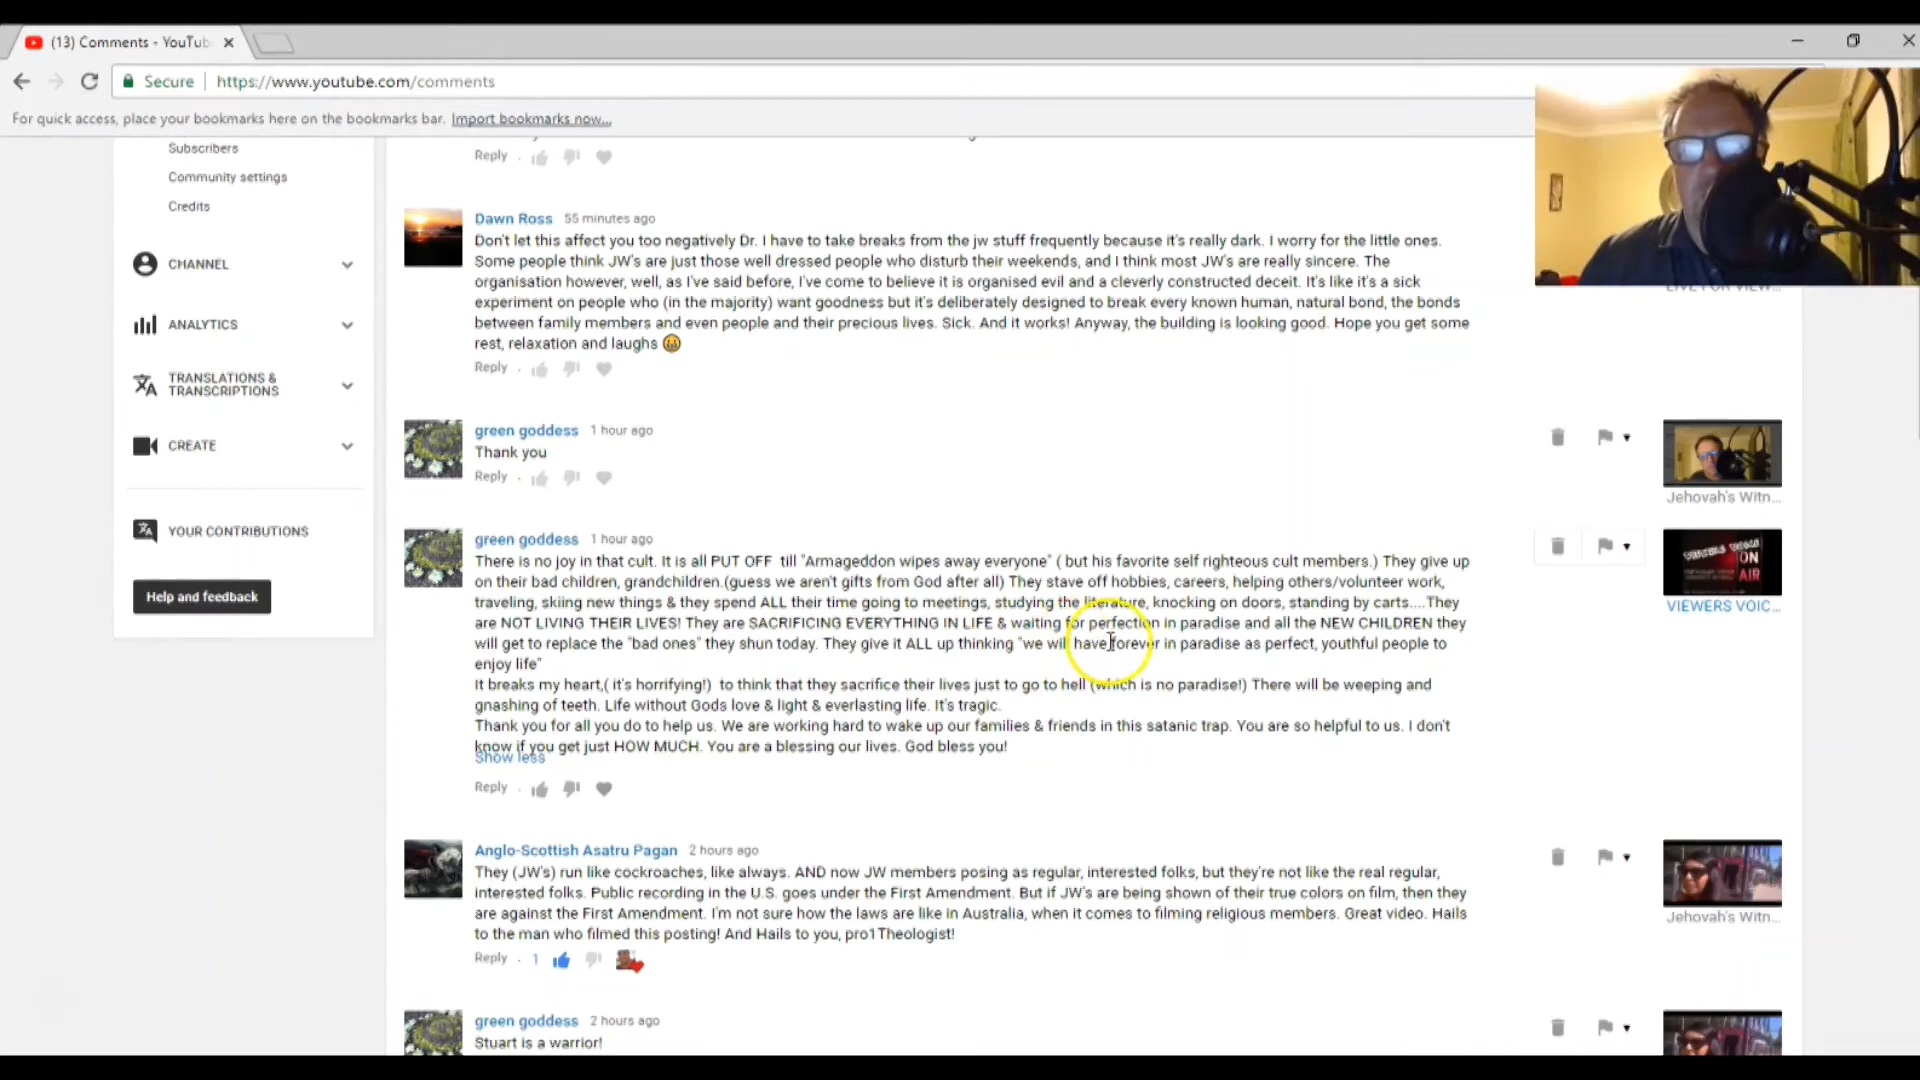 (13) Comments - YouTub
Secure
https://www.youtube.com/comments
For quick access, place your bookmarks here on the bookmarks bar. Import bookmarks now...
Subscribers
Community settings
Credits
CHANNEL
ANALYTICS
TRANSLATIONS &
TRANSCRIPTIONS
CREATE
YOUR CONTRIBUTIONS
Help and feedback
Reply .
Dawn Ross 55 minutes ago
Don't let this affect you too negatively Dr. I have to take breaks from the jw stuff frequently because it's really dark. I worry for the little ones.
Some people think JW's are just those well dressed people who disturb their weekends, and I think most JW's are really sincere. The
organisation however, well, as I've said before, I've come to believe it is organised evil and a cleverly constructed deceit. It's like it's a sick
experiment on people who (in the majority) want goodness but it's deliberately designed to break every known human, natural bond, the bonds
between family members and even people and their precious lives. Sick. And it works! Anyway, the building is looking good. Hope you get some
rest, relaxation and laughs
Reply .
green goddess 1 hour ago
Thank you
Reply .
Jehovah's Witn...
green goddess 1 hour ago
There is no joy in that cult. It is all PUT OFF till "Armageddon wipes away everyone" ( but his favorite self righteous cult members.) They give up
on their bad children, grandchildren.(guess we aren't gifts from God after all) They stave off hobbies, careers, helping others/volunteer work,
traveling, skiing new things & they spend ALL their time going to meetings, studying the literature, knocking on doors, standing by carts....They
are NOT LIVING THEIR LIVES! They are SACRIFICING EVERYTHING IN LIFE & waiting for perfection in paradise and all the NEW CHILDREN they
will get to replace the "bad ones" they shun today. They give it ALL up thinking "we will have forever in paradise as perfect, youthful people to
enjoy life"
It breaks my heart,( it's horrifying!) to think that they sacrifice their lives just to go to hell (which is no paradise!) There will be weeping and
gnashing of teeth. Life without Gods love & light & everlasting life. It's tragic.
Thank you for all you do to help us. We are working hard to wake up our families & friends in this satanic trap. You are so helpful to us. I don't
know if you get just HOW MUCH. You are a blessing our lives. God bless you!
Show less
Reply .
VIEWERS VOICE
ON
AIR
VIEWERS VOIC...
Anglo-Scottish Asatru Pagan 2 hours ago
They (JW's) run like cockroaches, like always. AND now JW members posing as regular, interested folks, but they're not like the real regular,
interested folks. Public recording in the U.S. goes under the First Amendment. But if JW's are being shown of their true colors on film, then they
are against the First Amendment. I'm not sure how the laws are like in Australia, when it comes to filming religious members. Great video. Hails
to the man who filmed this posting! And Hails to you, pro1Theologist!
Reply . 1
Jehovah's Witn...
green goddess 2 hours ago
Stuart is a warrior!